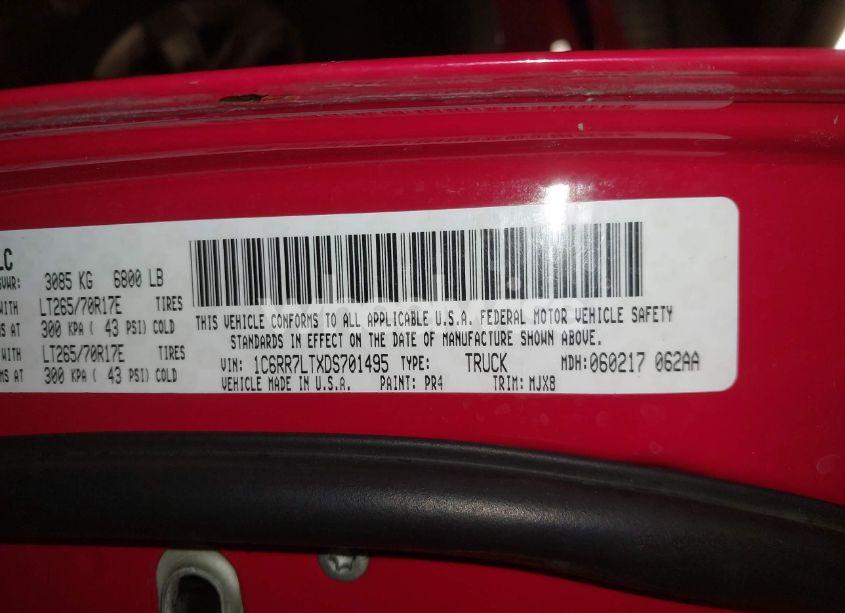 LC
GVWR: 3085 KG 6800 LB
WITH LT265/70R17E TIRES
MS AT 300 KPA ( 43 PSI) COLD
WITH LT265/70R17E TIRES
MS AT 300 KPA ( 43 PSI) COLD
THIS VEHICLE CONFORMS TO ALL APPLICABLE U.S.A. FEDERAL MOTOR VEHICLE SAFETY
STANDARDS IN EFFECT ON THE DATE OF MANUFACTURE SHOWN ABOVE.
VIN: 1C6RR7LTXDS701495 TYPE: TRUCK MDH: 060217 062AA
VEHICLE MADE IN U.S.A. PAINT: PR4 TRIM: MJX8